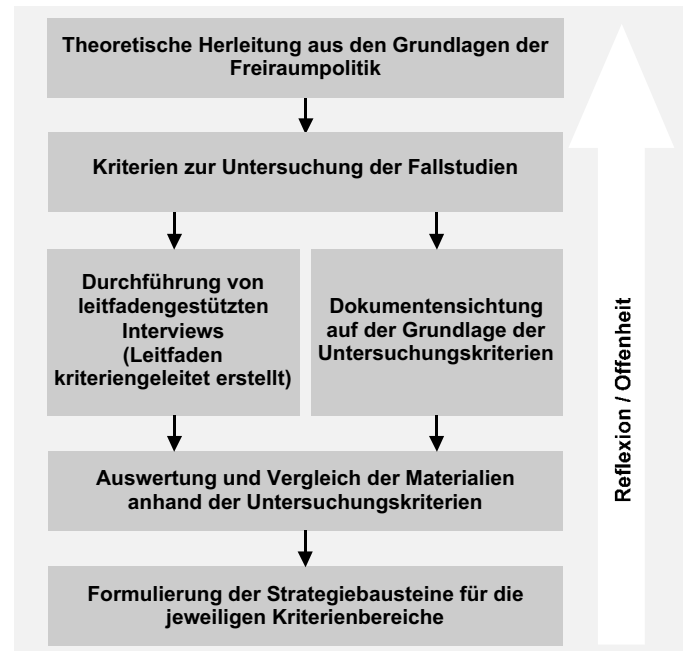 Theoretische Herleitung aus den Grundlagen der
Freiraumpolitik
Kriterien zur Untersuchung der Fallstudien
Durchführung von
leitfadengestützten
Interviews
(Leitfaden
kriteriengeleitet erstellt)
Dokumentensichtung
auf der Grundlage der
Untersuchungskriterien
Auswertung und Vergleich der Materialien
anhand der Untersuchungskriterien
Formulierung der Strategiebausteine für die
jeweiligen Kriterienbereiche
Reflexion / Offenheit